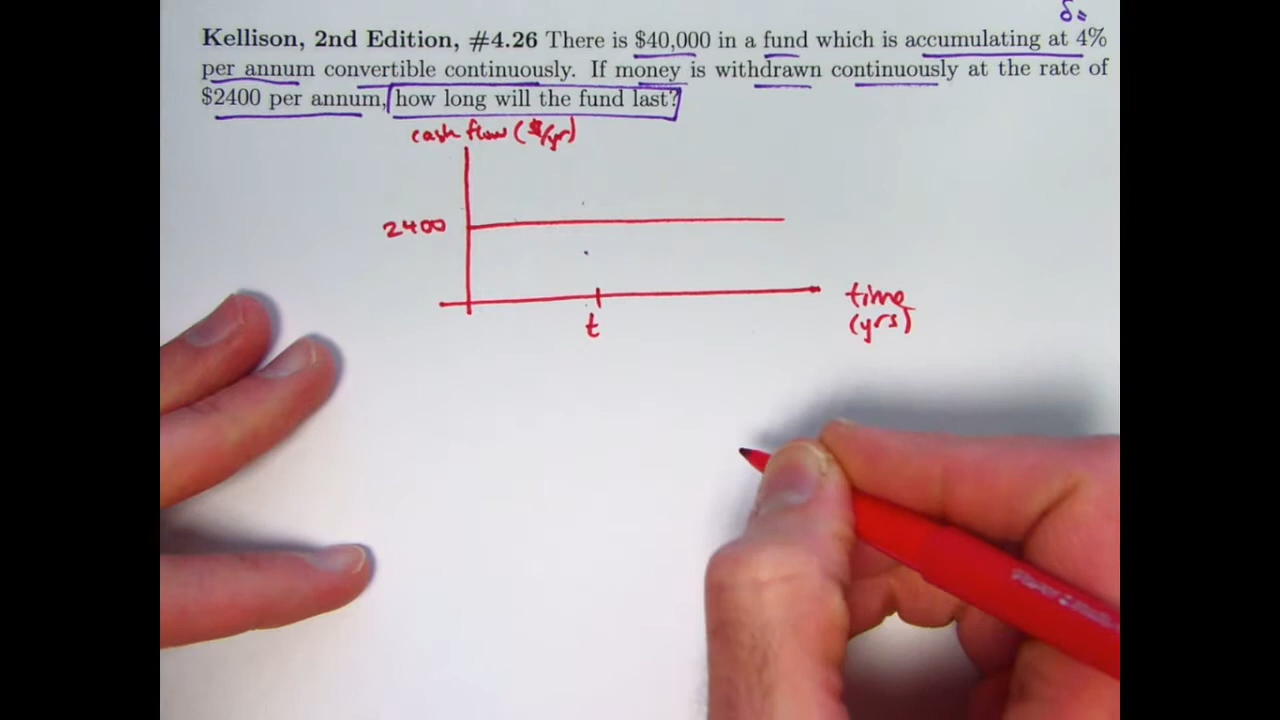 δ=
Kellison, 2nd Edition, #4.26 There is $40,000 in a fund which is accumulating at 4%
per annum convertible continuously. If money is withdrawn continuously at the rate of
$2400 per annum, how long will the fund last?
cash flow ($/yr)
2400
time
(yrs)
t